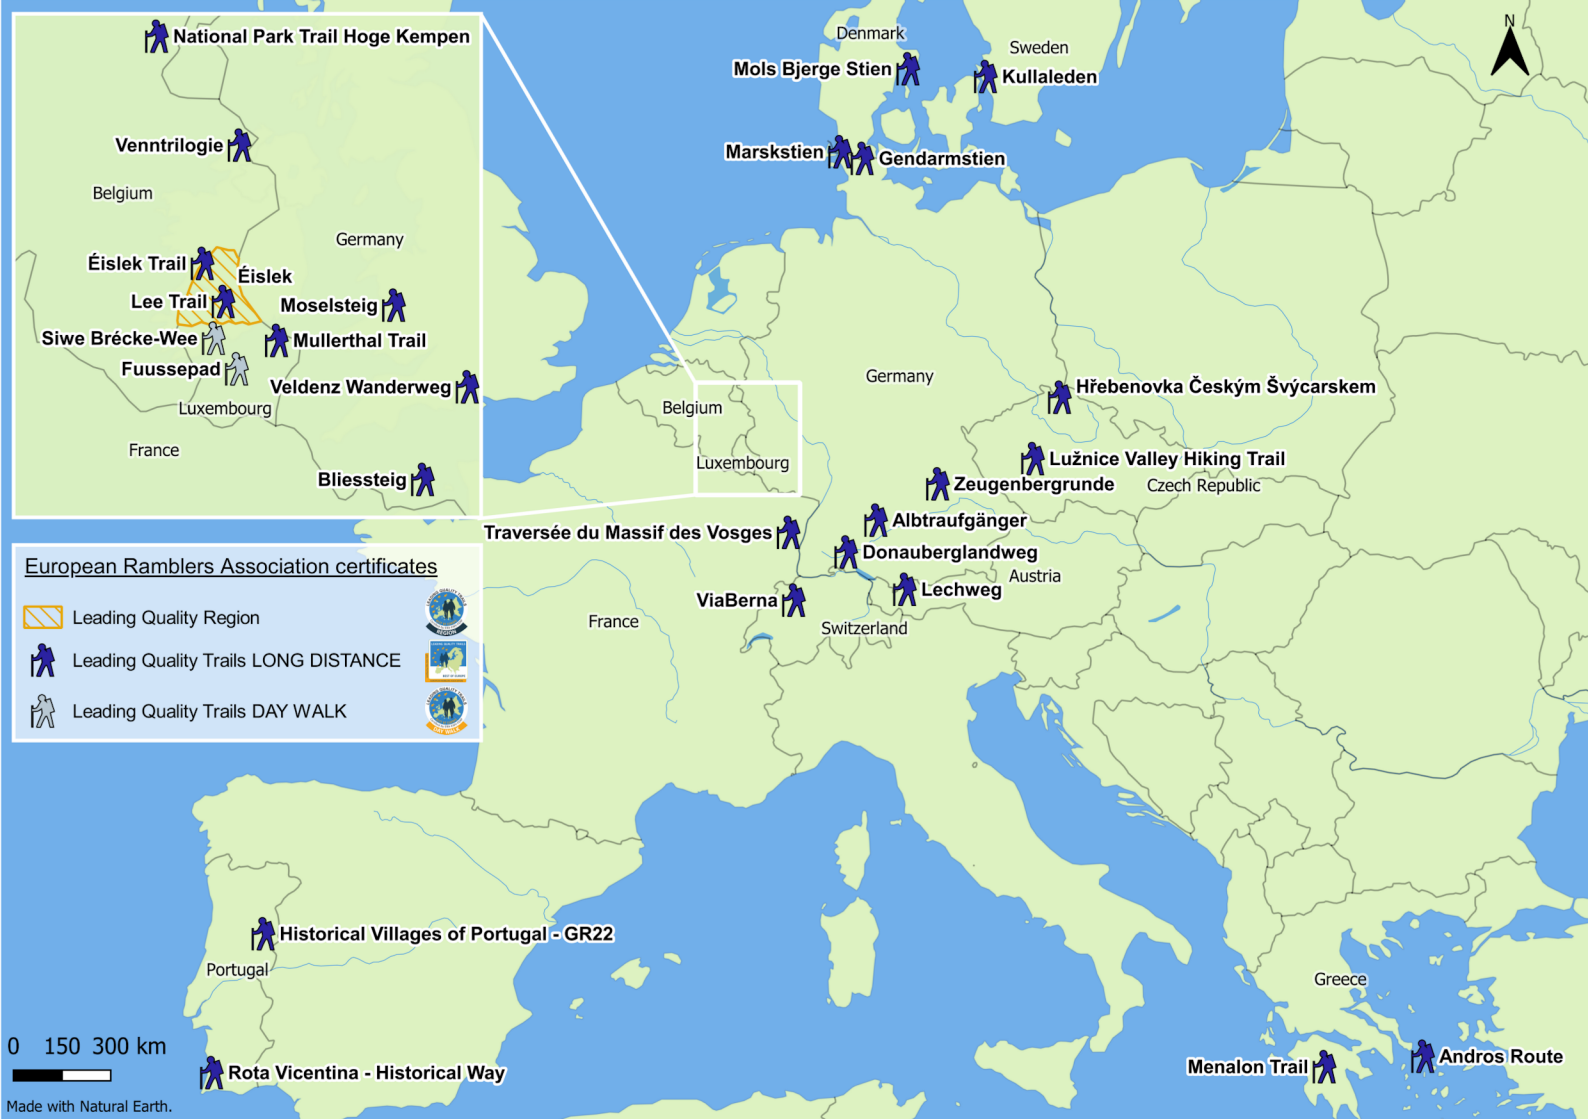 National Park Trail Hoge Kempen
Venntrilogie
Belgium
Germany
Éislek Trail
Éislek
Lee Trail
Moselsteig
Siwe Brécke-Wee
Mullerthal Trail
Fuussepad
Veldenz Wanderweg
Luxembourg
France
Bliessteig
Denmark
Sweden
Mols Bjerge Stien
Kullaleden
Marskstien
Gendarmstien
N
Germany
Belgium
Luxembourg
Hřebenovka Českým Švýcarskem
Lužnice Valley Hiking Trail
Zeugenbergrunde
Czech Republic
Albtraufgänger
Traversée du Massif des Vosges
Donauberglandweg
Austria
Lechweg
ViaBerna
France
Switzerland
European Ramblers Association certificates
Leading Quality Region
Leading Quality Trails LONG DISTANCE
Leading Quality Trails DAY WALK
REGION
DAY WALK
Historical Villages of Portugal - GR22
Portugal
Rota Vicentina - Historical Way
Greece
Menalon Trail
Andros Route
0 150 300 km
Made with Natural Earth.